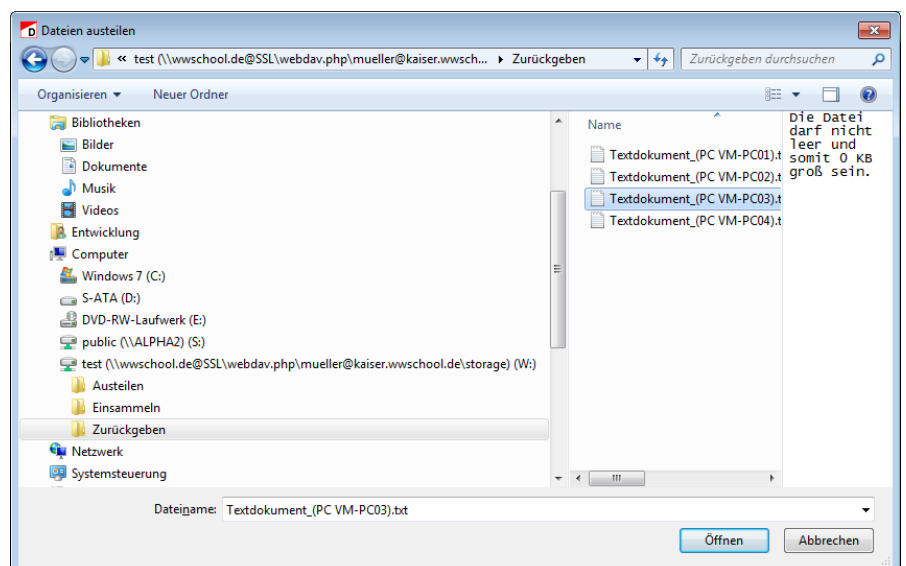 Dateien austeilen
« test (\\wwschool.de@SSL\webdav.php\mueller@kaiser.wwsch... ▸ Zurückgeben
Zurückgeben durchsuchen
Organisieren
Neuer Ordner
Bibliotheken
Bilder
Dokumente
Musik
Videos
Entwicklung
Computer
Windows 7 (C:)
S-ATA (D:)
DVD-RW-Laufwerk (E:)
public (\\ALPHA2) (S:)
test (\\wwschool.de@SSL\webdav.php\mueller@kaiser.wwschool.de\storage) (W:)
Austeilen
Einsammeln
Zurückgeben
Netzwerk
Systemsteuerung
Name
Textdokument_(PC VM-PC01).t
Textdokument_(PC VM-PC02).t
Textdokument_(PC VM-PC03).t
Textdokument_(PC VM-PC04).t
Die Datei
darf nicht
leer und
somit 0 KB
groß sein.
Dateiname: Textdokument_(PC VM-PC03).txt
Öffnen
Abbrechen